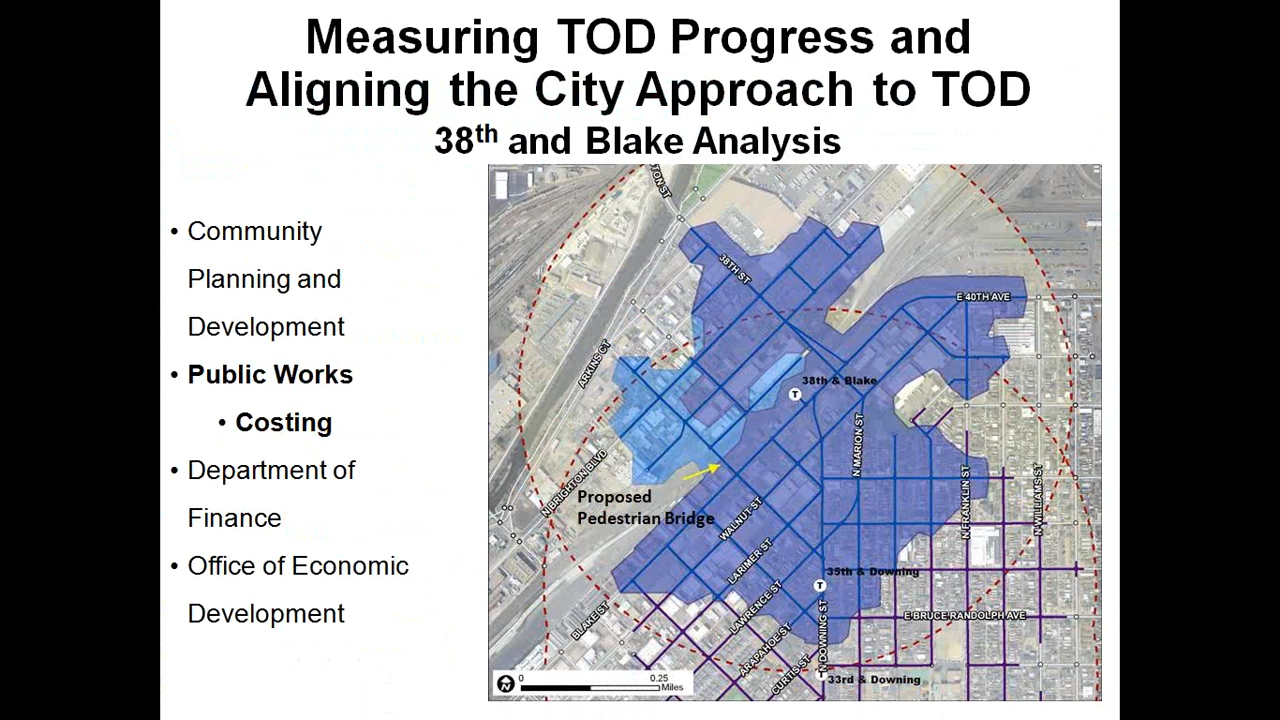 Measuring TOD Progress and
Aligning the City Approach to TOD
38th and Blake Analysis
• Community
Planning and
Development
• Public Works
• Costing
• Department of
Finance
• Office of Economic
Development
TON ST
38TH ST
E 40TH AVE
ARKINS CT
38th & Blake
T
N MARION ST
N BRIGHTON BLVD
Proposed
Pedestrian Bridge
WALNUT ST
N FRANKLIN ST
N WILLIAMS ST
LARIMER ST
35th & Downing
T
BLAKE ST
LAWRENCE ST
N DOWNING ST
E BRUCE RANDOLPH AVE
ARAPAHOE ST
CURTIS ST
33rd & Downing
T
N
0 0.25
Miles